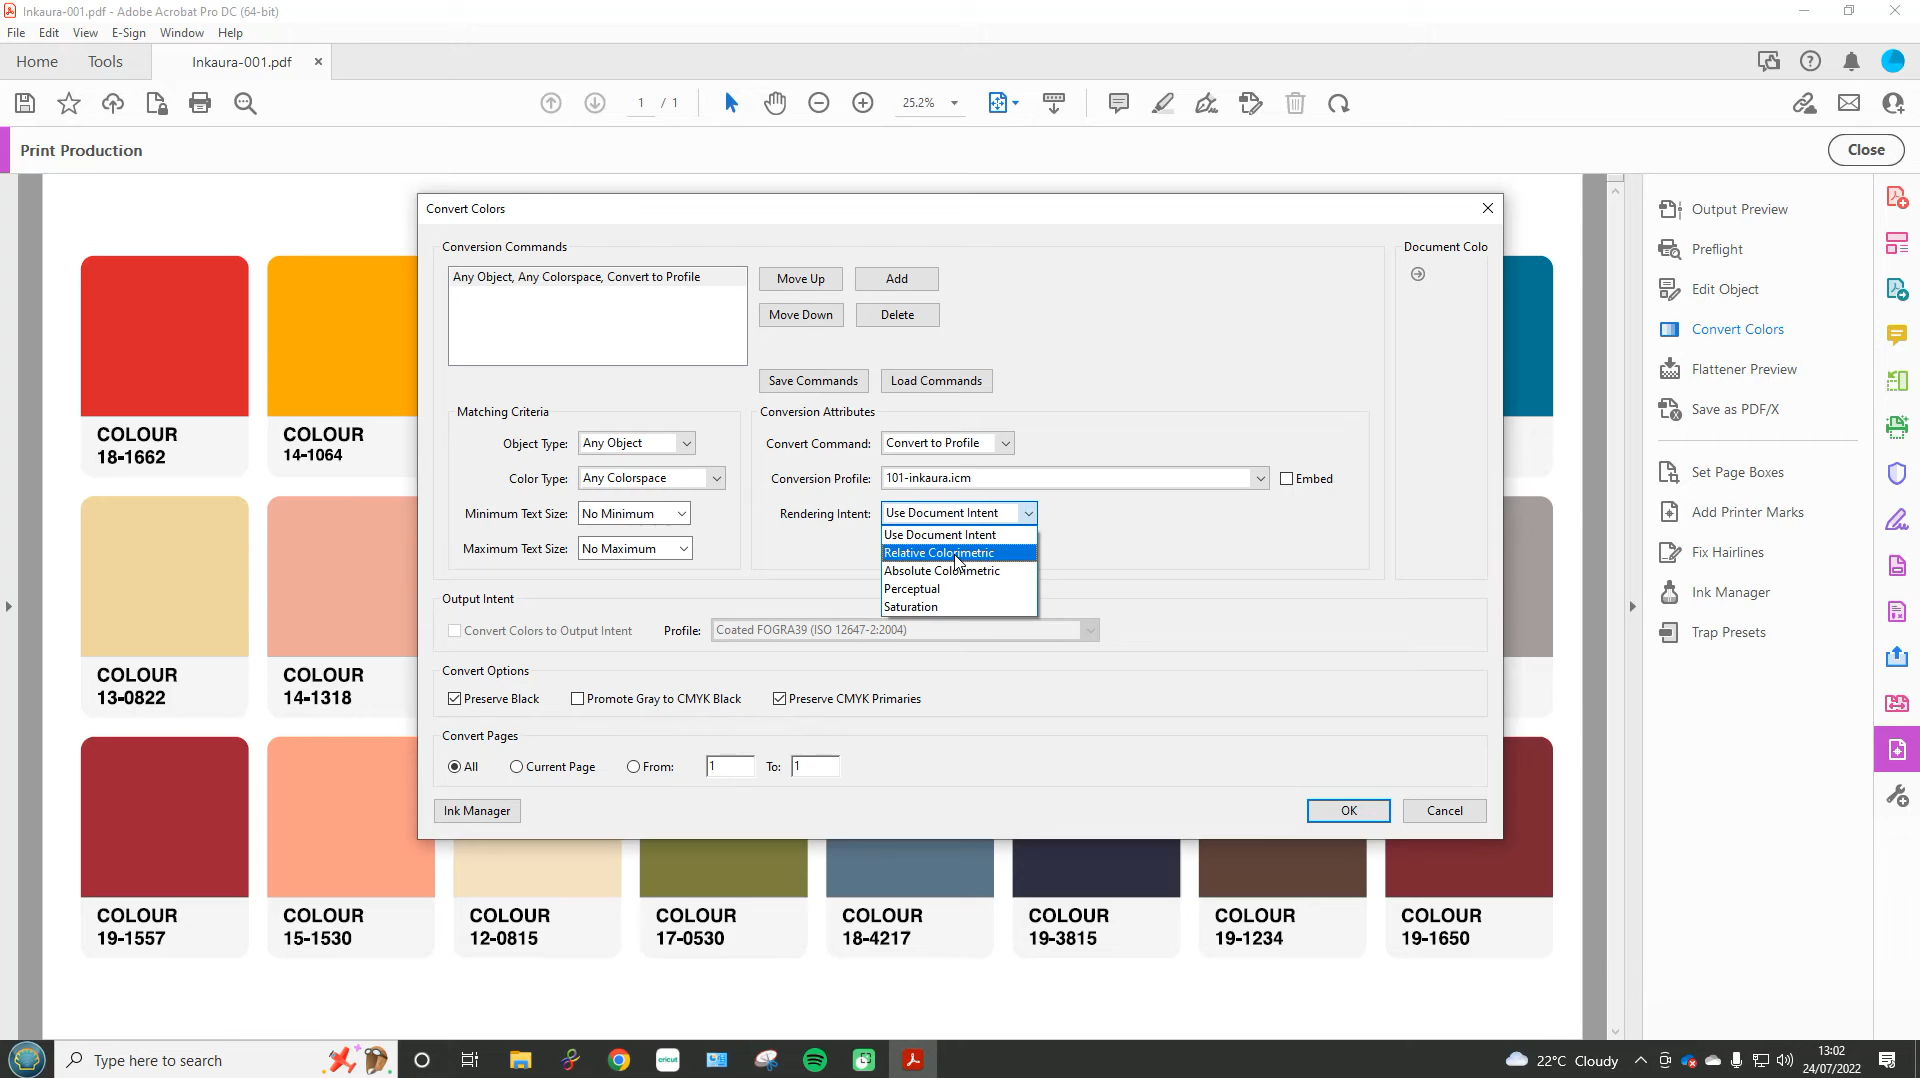 Inkaura-001.pdf - Adobe Acrobat Pro DC (64-bit)
File Edit View E-Sign Window Help
Home Tools Inkaura-001.pdf
1 / 1 25.2%
Print Production
Close
Convert Colors
Conversion Commands
Document Colo
Any Object, Any Colorspace, Convert to Profile
Move Up Add
Move Down Delete
Save Commands Load Commands
Matching Criteria
Object Type: Any Object
Color Type: Any Colorspace
Minimum Text Size: No Minimum
Maximum Text Size: No Maximum
Conversion Attributes
Convert Command: Convert to Profile
Conversion Profile: 101-inkaura.icm Embed
Rendering Intent: Use Document Intent
Use Document Intent
Relative Colorimetric
Absolute Colorimetric
Perceptual
Saturation
Output Intent
Convert Colors to Output Intent Profile: Coated FOGRA39 (ISO 12647-2:2004)
Convert Options
Preserve Black Promote Gray to CMYK Black Preserve CMYK Primaries
Convert Pages
All Current Page From: 1 To: 1
Ink Manager OK Cancel
COLOUR
18-1662
COLOUR
14-1064
COLOUR
13-0822
COLOUR
14-1318
COLOUR
19-1557
COLOUR
15-1530
COLOUR
12-0815
COLOUR
17-0530
COLOUR
18-4217
COLOUR
19-3815
COLOUR
19-1234
COLOUR
19-1650
Output Preview
Preflight
Edit Object
Convert Colors
Flattener Preview
Save as PDF/X
Set Page Boxes
Add Printer Marks
Fix Hairlines
Ink Manager
Trap Presets
Type here to search
cricut
22°C Cloudy
13:02
24/07/2022